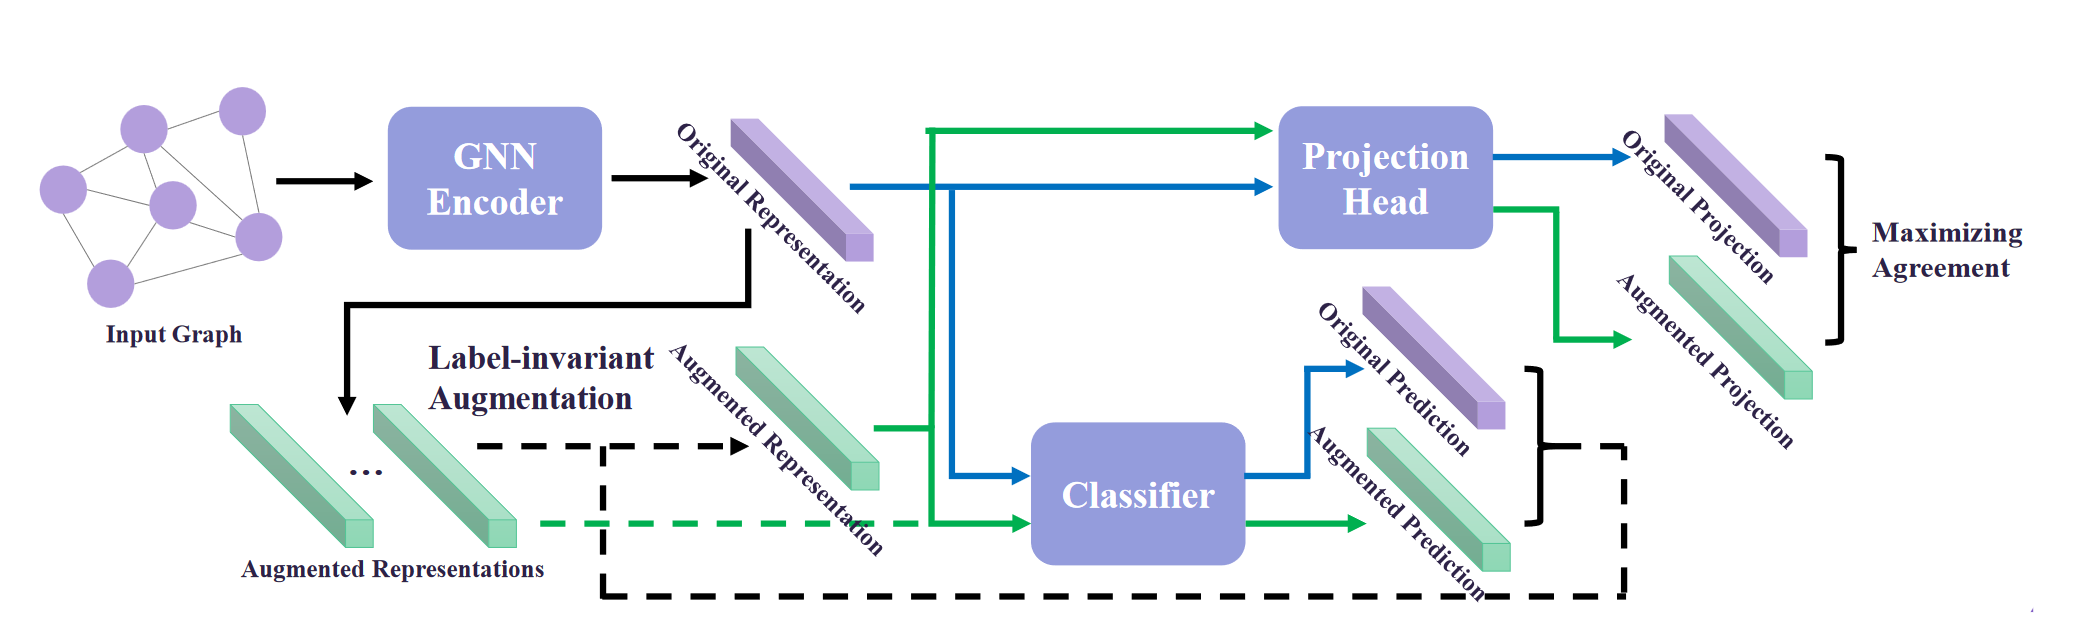 Input Graph
GNN
Encoder
Original Representation
Label-invariant
Augmentation
...
Augmented Representations
Augmented Representation
Projection
Head
Classifier
Original Projection
Augmented Projection
Original Prediction
Augmented Prediction
Maximizing
Agreement